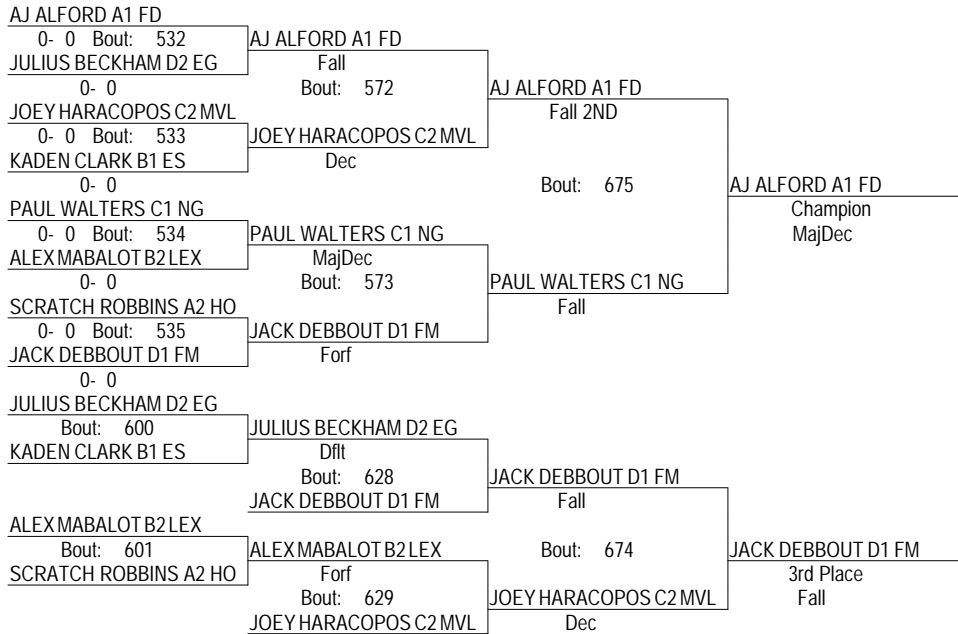 AJ ALFORD A1 FD
0- 0 Bout: 532 AJ ALFORD A1 FD
JULIUS BECKHAM D2 EG Fall
0- 0 Bout: 572 AJ ALFORD A1 FD
JOEY HARACOPOS C2 MVL Fall 2ND
0- 0 Bout: 533 JOEY HARACOPOS C2 MVL
KADEN CLARK B1 ES Dec
0- 0 Bout: 675 AJ ALFORD A1 FD
PAUL WALTERS C1 NG Champion
0- 0 Bout: 534 PAUL WALTERS C1 NG MajDec
ALEX MABALOT B2 LEX MajDec
0- 0 Bout: 573 PAUL WALTERS C1 NG
SCRATCH ROBBINS A2 HO Fall
0- 0 Bout: 535 JACK DEBBOUT D1 FM
JACK DEBBOUT D1 FM Forf
0- 0
JULIUS BECKHAM D2 EG
Bout: 600 JULIUS BECKHAM D2 EG
KADEN CLARK B1 ES Dflt
Bout: 628 JACK DEBBOUT D1 FM
JACK DEBBOUT D1 FM Fall
ALEX MABALOT B2 LEX
Bout: 601 ALEX MABALOT B2 LEX Bout: 674 JACK DEBBOUT D1 FM
SCRATCH ROBBINS A2 HO Forf 3rd Place
Bout: 629 JOEY HARACOPOS C2 MVL Fall
JOEY HARACOPOS C2 MVL Dec